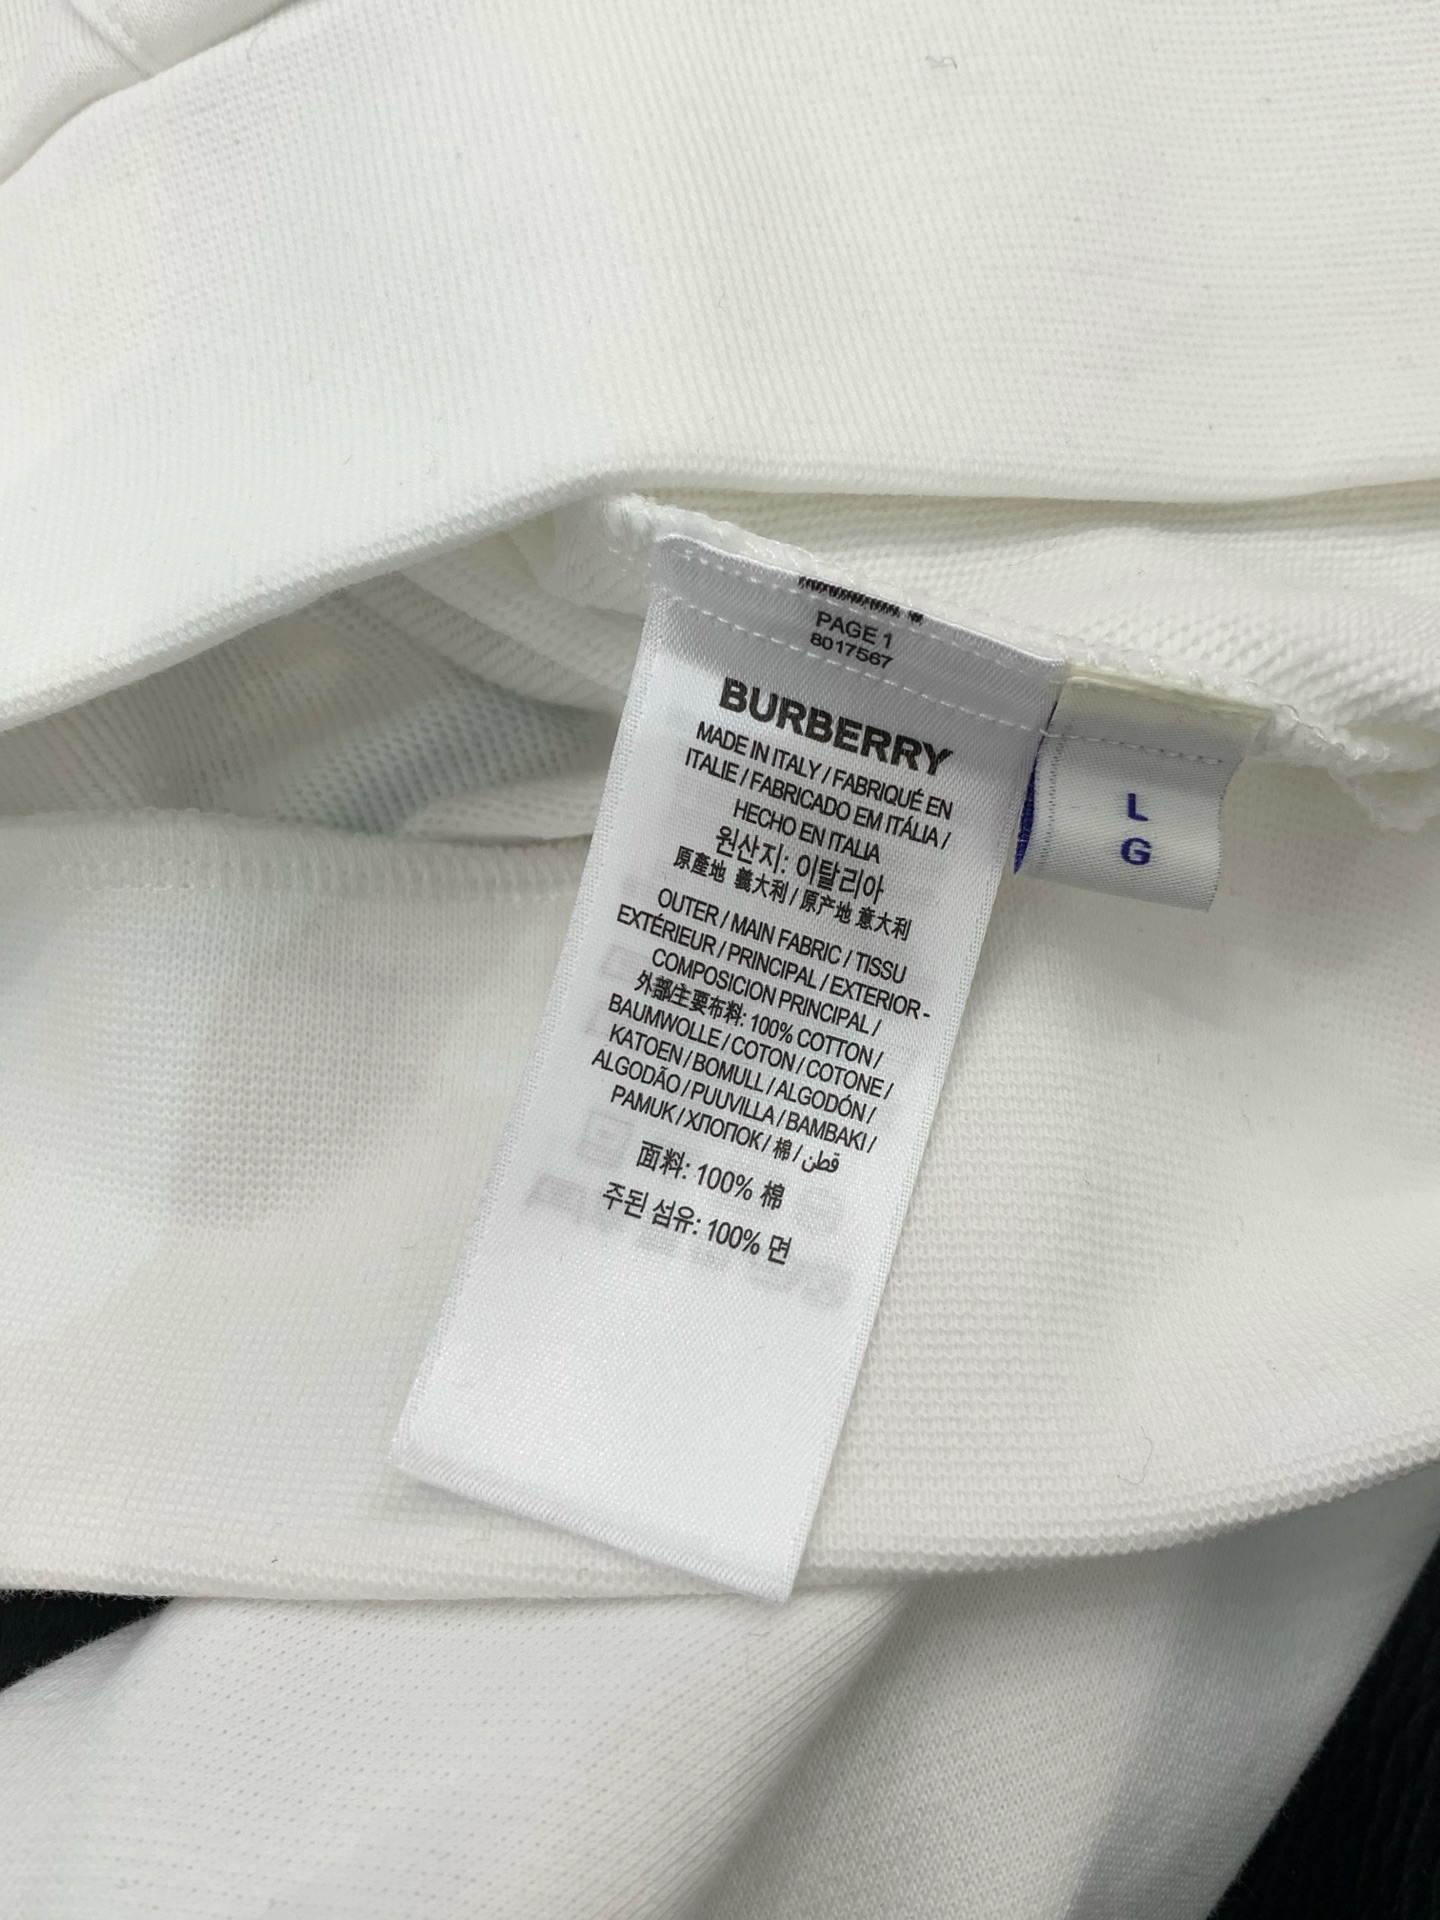 PAGE 1
8017567
BURBERRY
MADE IN ITALY / FABRIQUÉ EN
ITALIE / FABRICADO EM ITÁLIA /
HECHO EN ITALIA
원산지: 이탈리아
原產地 義大利 / 原产地 意大利
OUTER / MAIN FABRIC / TISSU
EXTÉRIEUR / PRINCIPAL / EXTERIOR -
COMPOSICION PRINCIPAL /
外部/主要布料: 100% COTTON /
BAUMWOLLE / COTON / COTONE /
KATOEN / BOMULL / ALGODÓN /
ALGODÃO / PUUVILLA / BAMBAKI /
PAMUK / ХЛОПОК / 棉 / قطن
面料: 100% 棉
주된 섬유: 100% 면
L
G